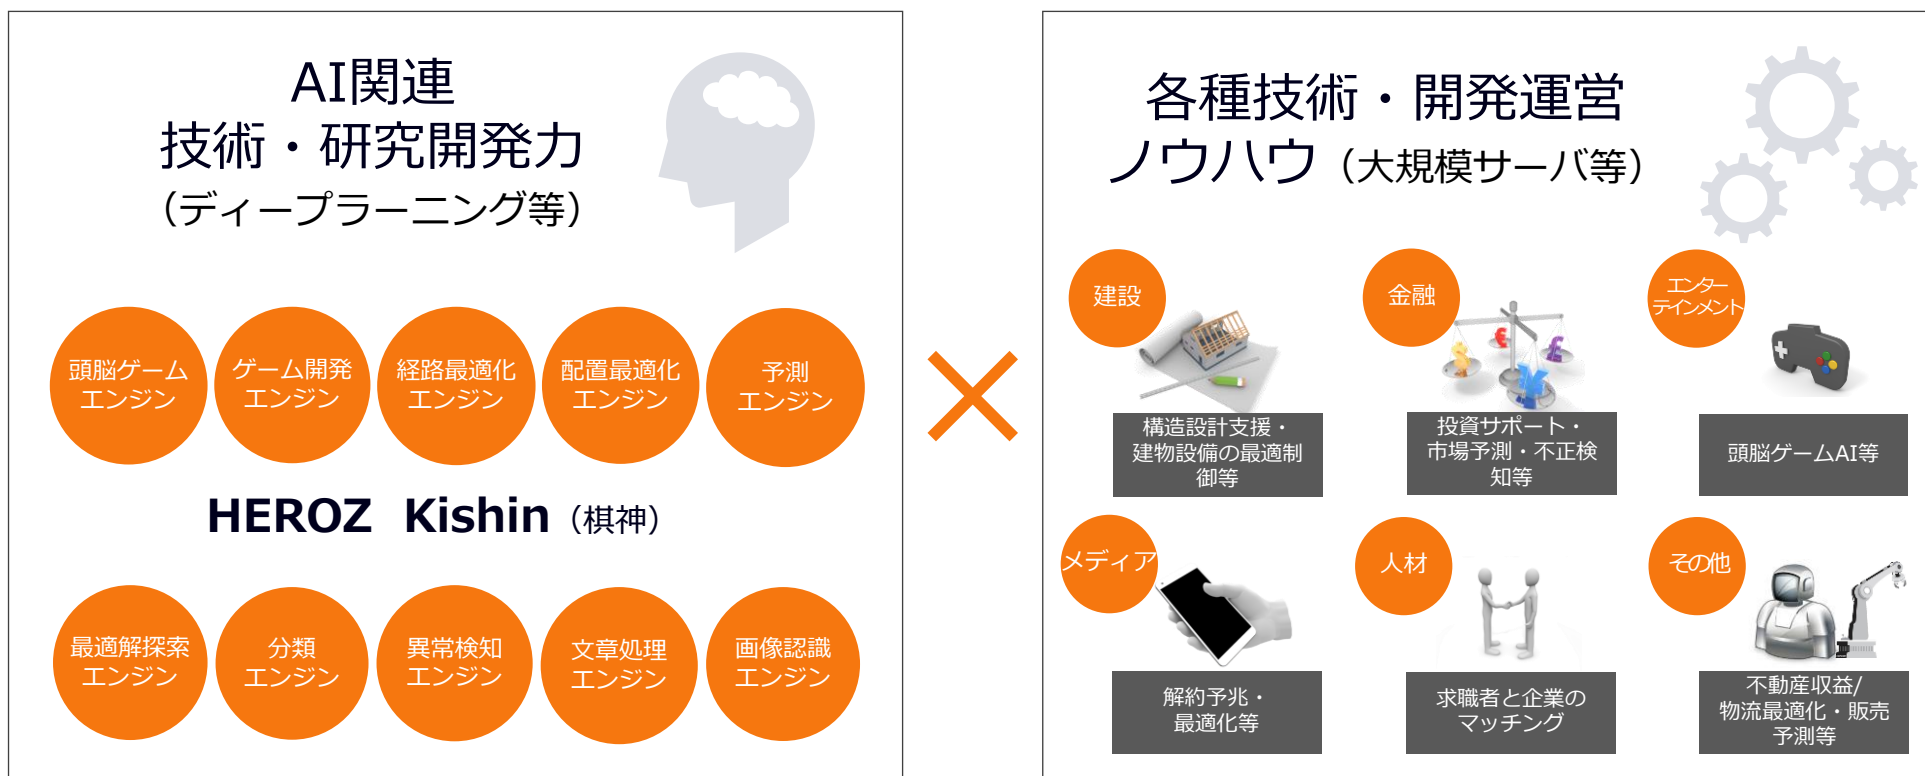 AI関連
技術・研究開発力
（ディープラーニング等）
頭脳ゲーム
エンジン
ゲーム開発
エンジン
経路最適化
エンジン
配置最適化
エンジン
予測
エンジン
HEROZ Kishin（棋神）
最適解探索
エンジン
分類
エンジン
異常検知
エンジン
文章処理
エンジン
画像認識
エンジン
×
各種技術・開発運営
ノウハウ（大規模サーバ等）
建設
構造設計支援・
建物設備の最適制
御等
金融
投資サポート・
市場予測・不正検
知等
エンター
テインメント
頭脳ゲームAI等
メディア
解約予兆・
最適化等
人材
求職者と企業の
マッチング
その他
不動産収益/
物流最適化・販売
予測等